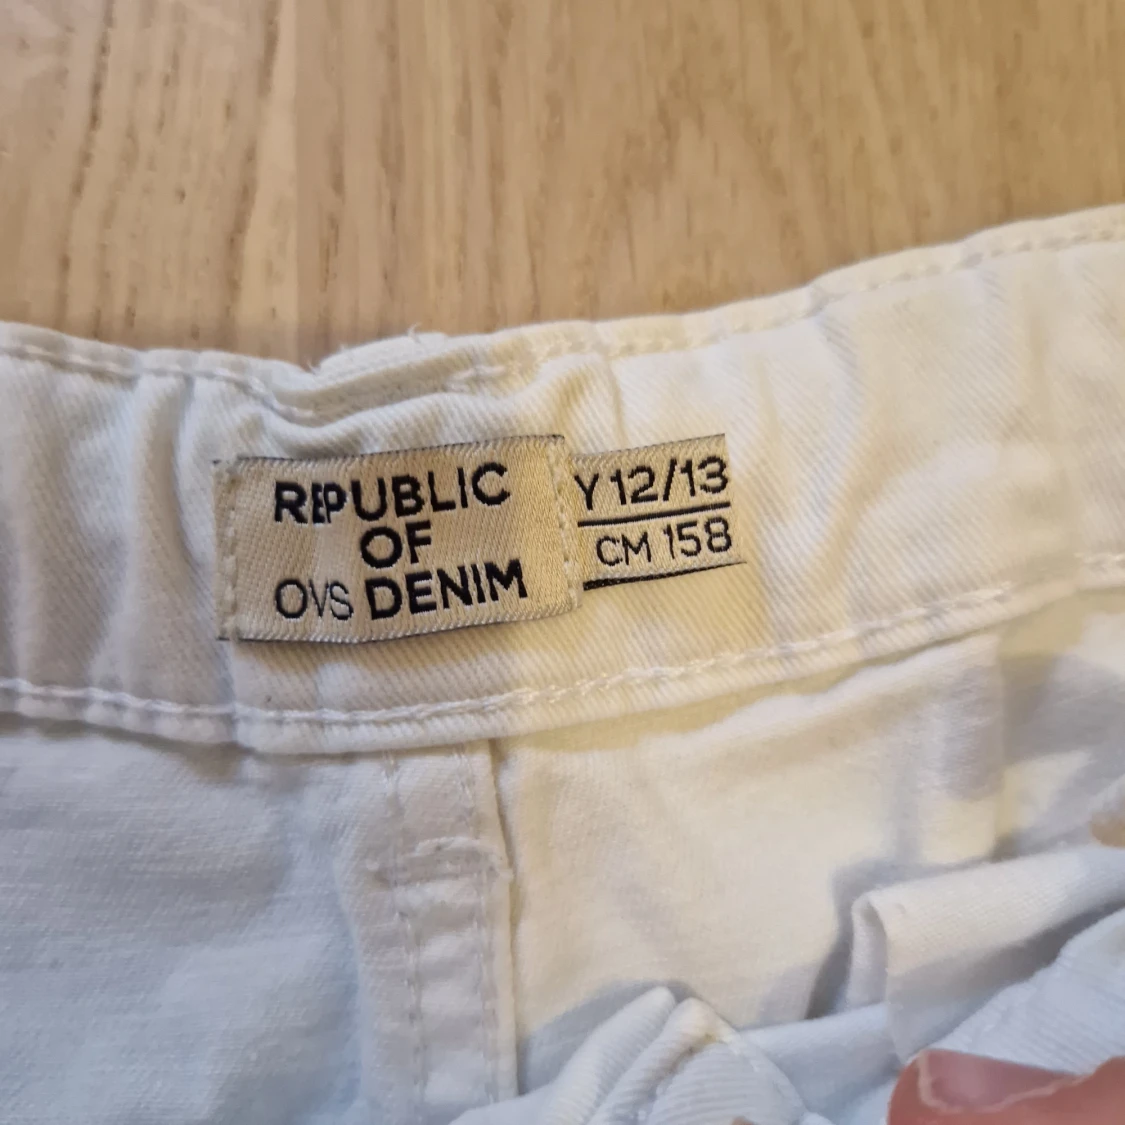 REPUBLIC
OF
OVS DENIM
Y 12/13
CM 158